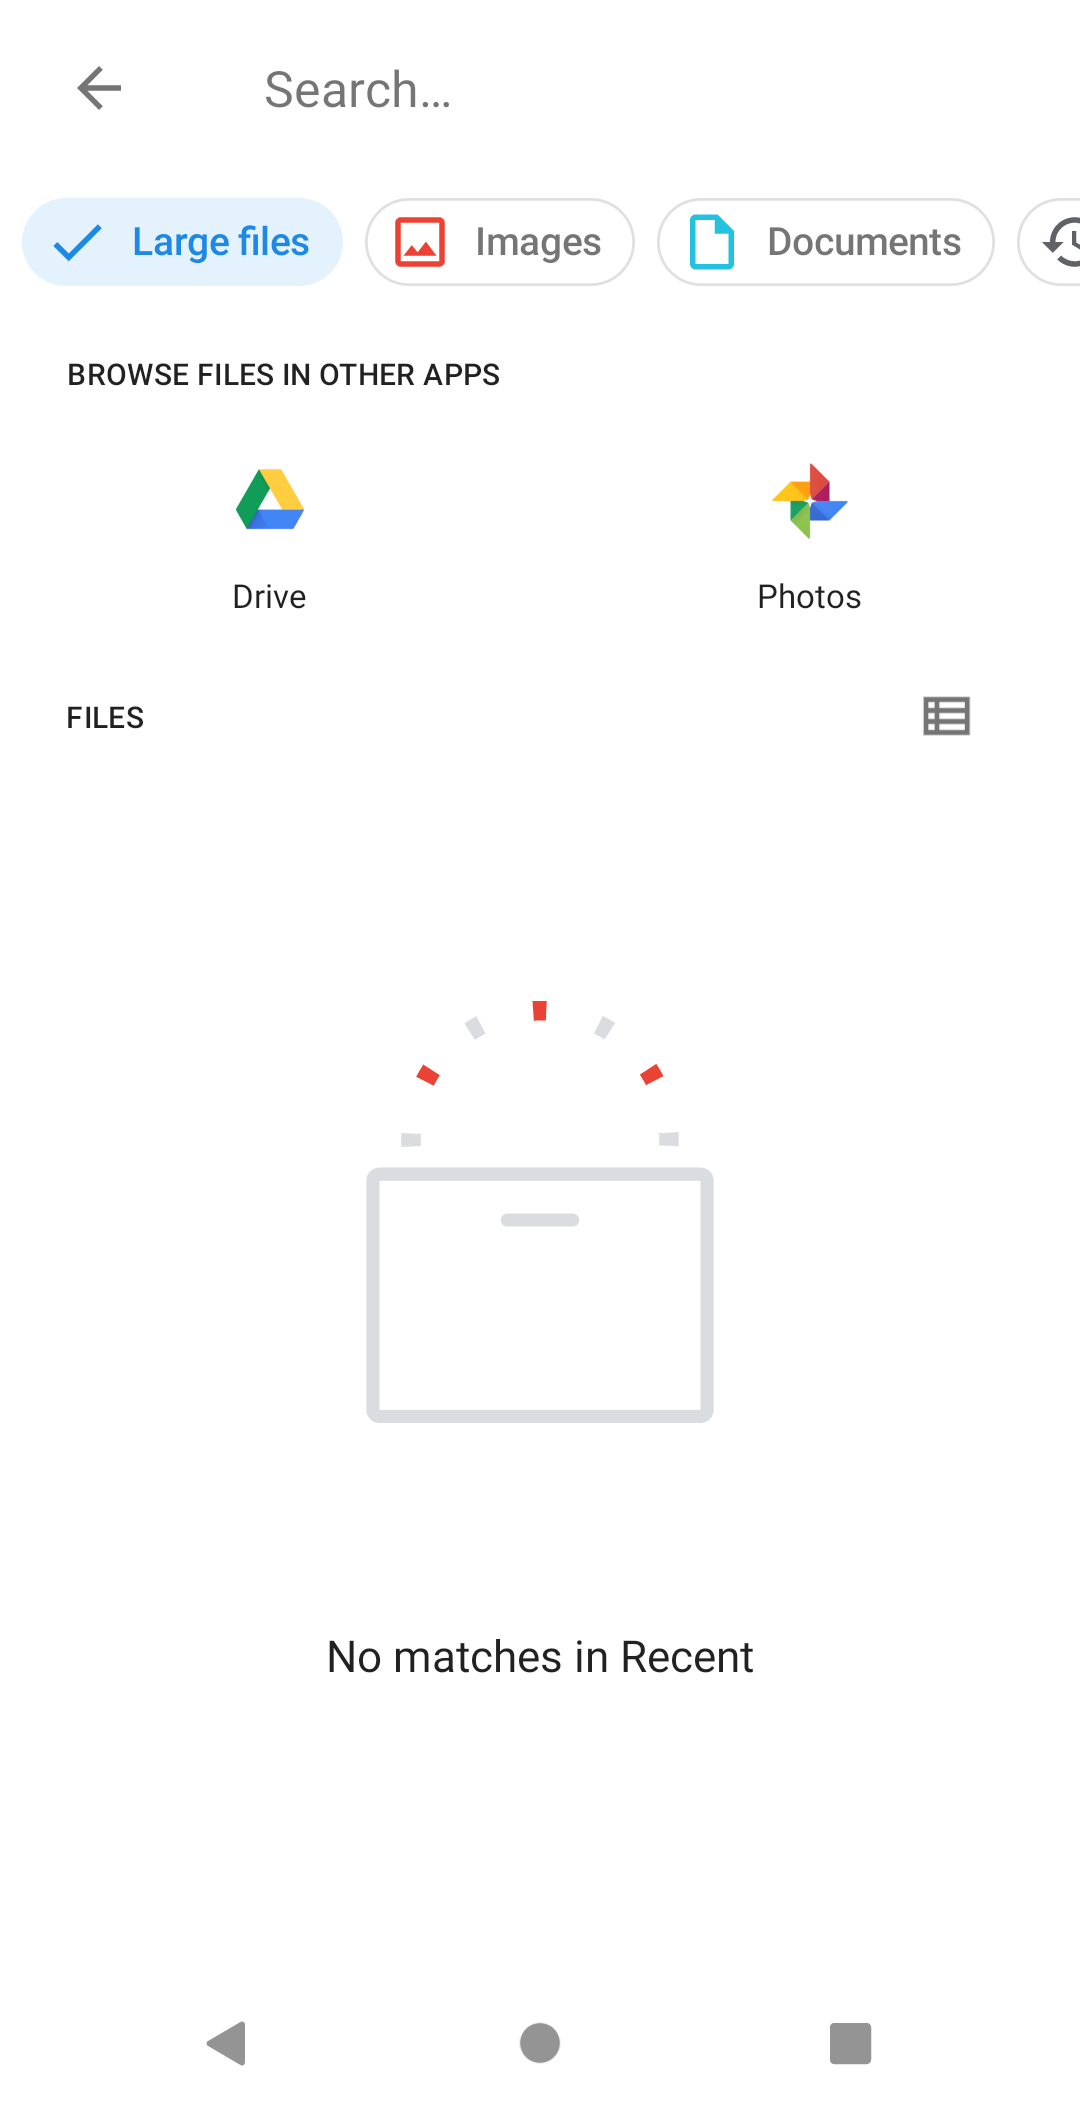 Search…
Large files
Images
Documents
BROWSE FILES IN OTHER APPS
Drive
Photos
FILES
No matches in Recent